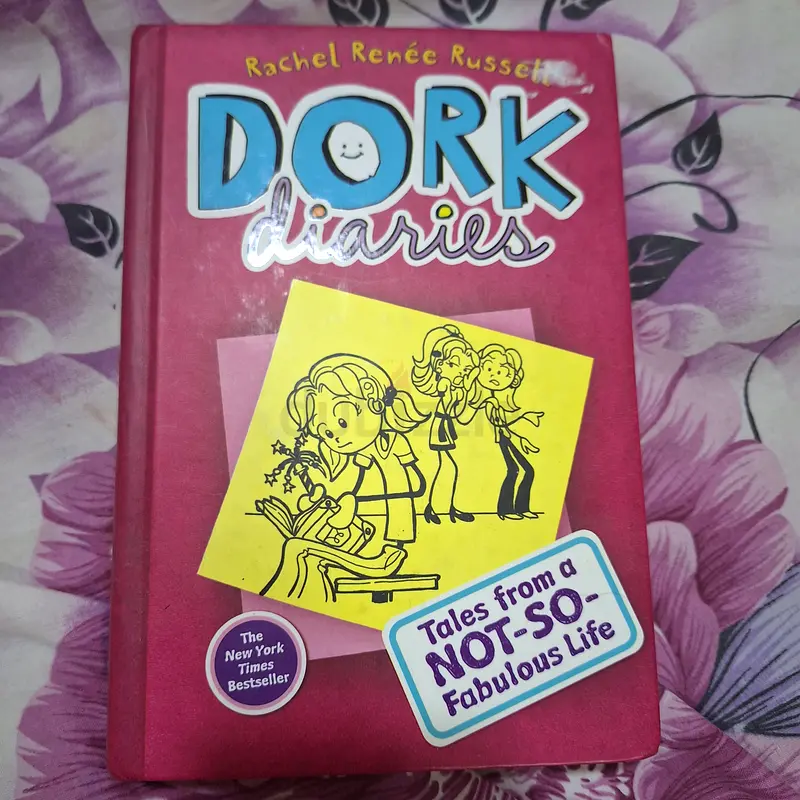 Rachel Renée Russell
DORK
diaries
Tales from a
NOT-SO-
Fabulous Life
The
New York
Times
Bestseller